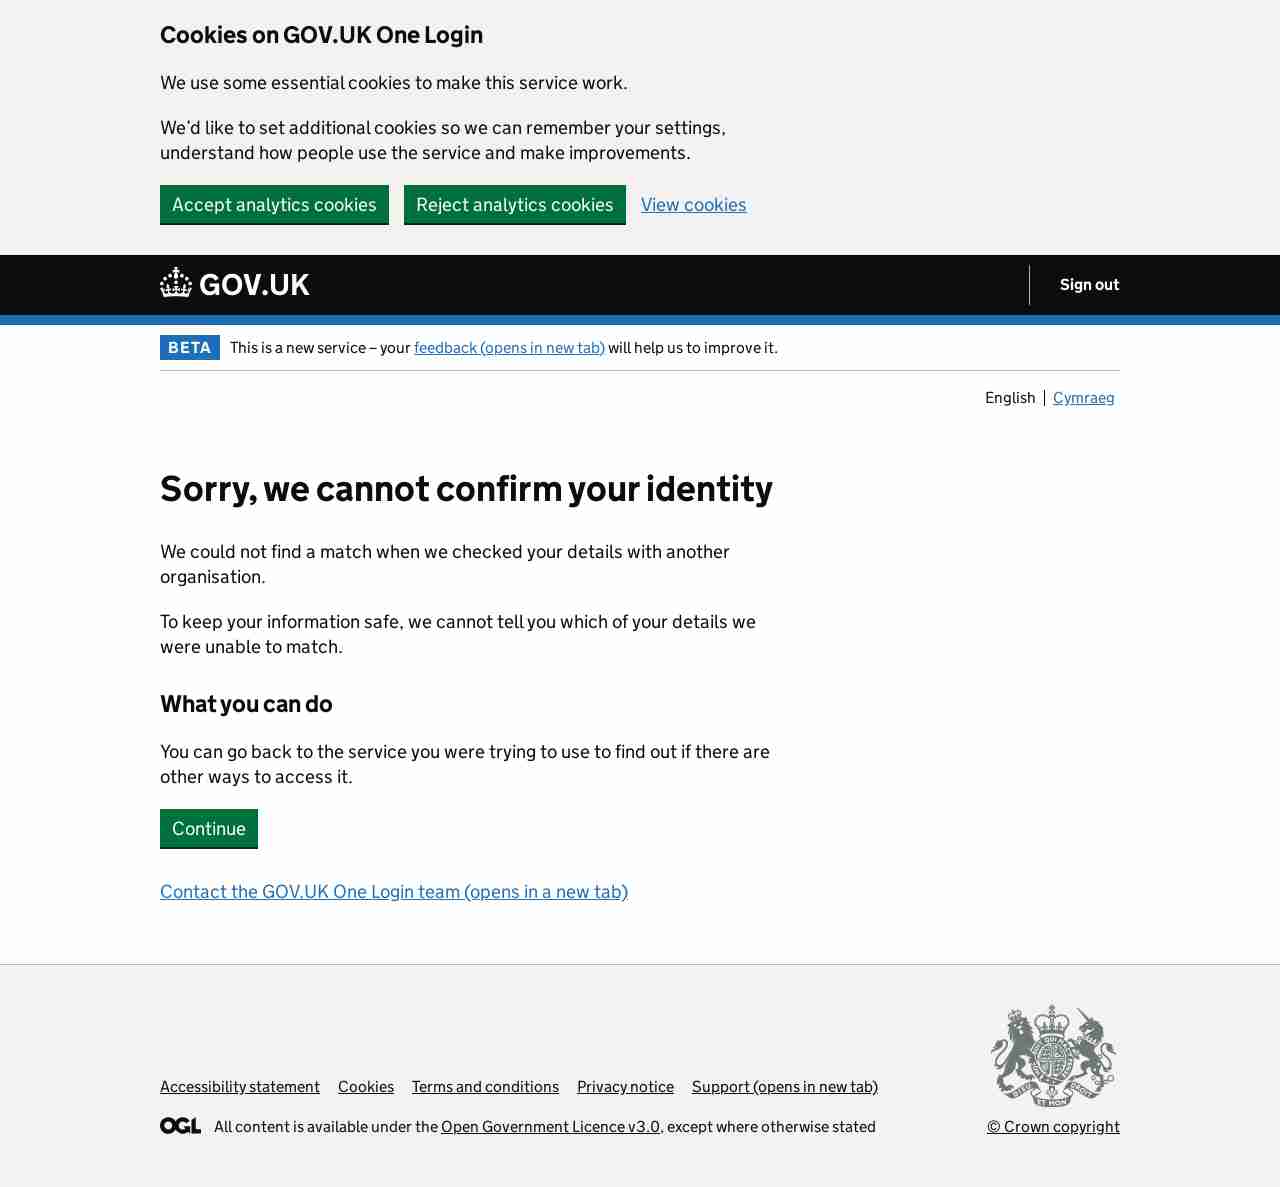 Cookies on GOV.UK One Login
We use some essential cookies to make this service work.
We'd like to set additional cookies so we can remember your settings,
understand how people use the service and make improvements.
Accept analytics cookies Reject analytics cookies View cookies
GOV.UK Sign out
BETA This is a new service – your feedback (opens in new tab) will help us to improve it.
English Cymraeg
Sorry, we cannot confirm your identity
We could not find a match when we checked your details with another
organisation.
To keep your information safe, we cannot tell you which of your details we
were unable to match.
What you can do
You can go back to the service you were trying to use to find out if there are
other ways to access it.
Continue
Contact the GOV.UK One Login team (opens in a new tab)
Accessibility statement Cookies Terms and conditions Privacy notice Support (opens in new tab)
OGL All content is available under the Open Government Licence v3.0, except where otherwise stated
© Crown copyright